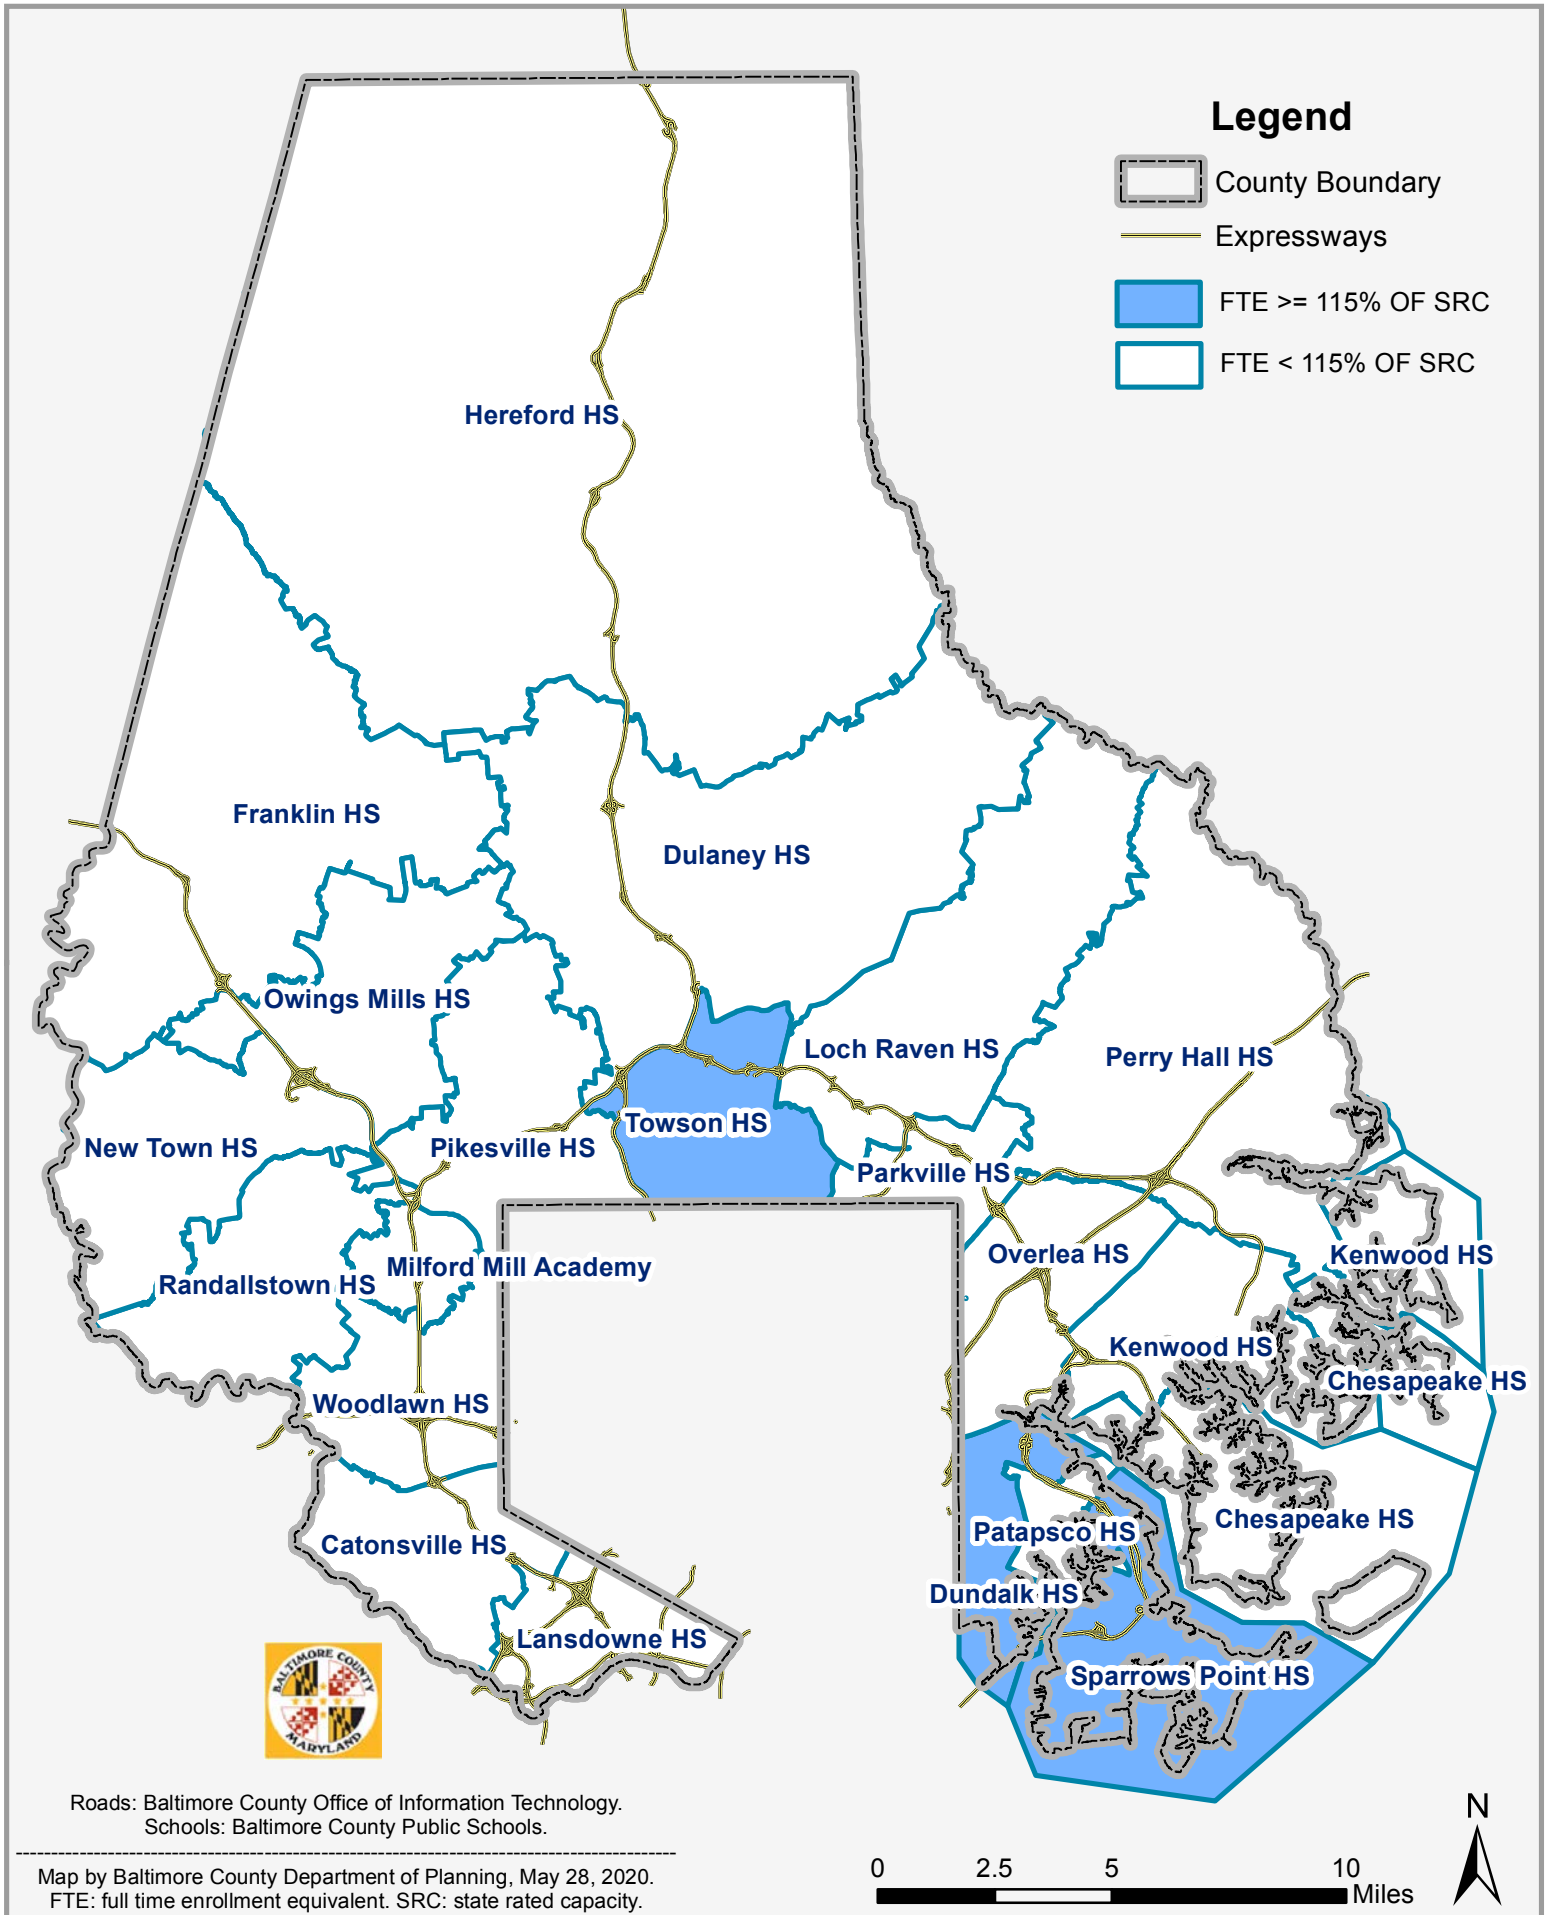 Legend
County Boundary
Expressways
FTE >= 115% OF SRC
FTE < 115% OF SRC
Hereford HS
Franklin HS
Dulaney HS
Owings Mills HS
Loch Raven HS
Perry Hall HS
Towson HS
New Town HS
Pikesville HS
Parkville HS
Overlea HS
Kenwood HS
Milford Mill Academy
Randallstown HS
Kenwood HS
Chesapeake HS
Woodlawn HS
Chesapeake HS
Patapsco HS
Catonsville HS
Dundalk HS
Lansdowne HS
Sparrows Point HS
BALTIMORE COUNTY
MARYLAND
Roads: Baltimore County Office of Information Technology.
Schools: Baltimore County Public Schools.
Map by Baltimore County Department of Planning, May 28, 2020.
FTE: full time enrollment equivalent. SRC: state rated capacity.
0 2.5 5 10
Miles
N